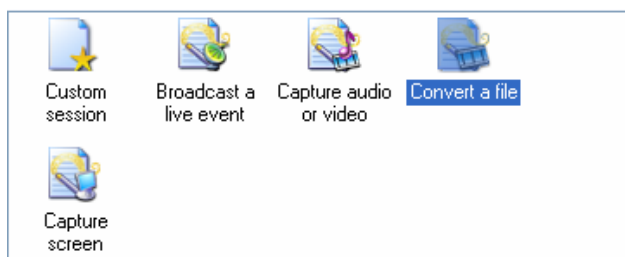 Custom
session
Broadcast a
live event
Capture audio
or video
Convert a file
Capture
screen